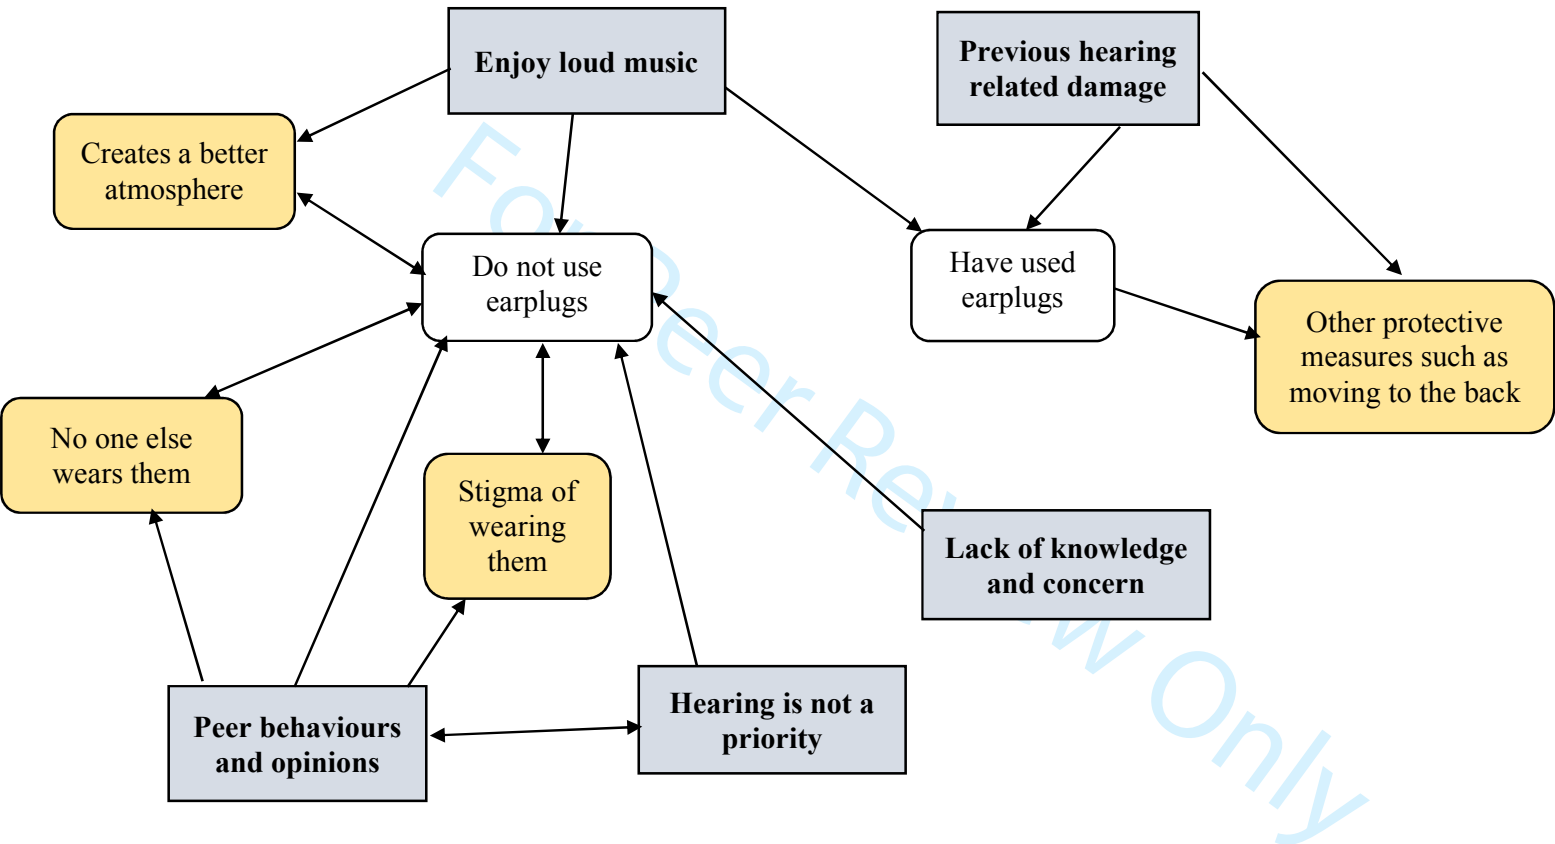 Enjoy loud music
Previous hearing
related damage
Creates a better
atmosphere
Do not use
earplugs
Have used
earplugs
Other protective
measures such as
moving to the back
No one else
wears them
Stigma of
wearing
them
Lack of knowledge
and concern
Peer behaviours
and opinions
Hearing is not a
priority
For Peer Review Only